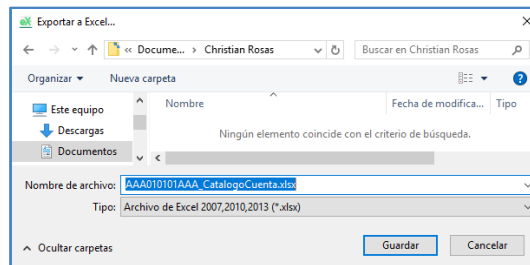 Exportar a Excel...
« Docume... › Christian Rosas
Buscar en Christian Rosas
Organizar
Nueva carpeta
Este equipo
Descargas
Documentos
Nombre
Fecha de modifica...
Tipo
Ningún elemento coincide con el criterio de búsqueda.
Nombre de archivo: AAA010101AAA_CatalogoCuenta.xlsx
Tipo: Archivo de Excel 2007,2010,2013 (*.xlsx)
Ocultar carpetas
Guardar
Cancelar